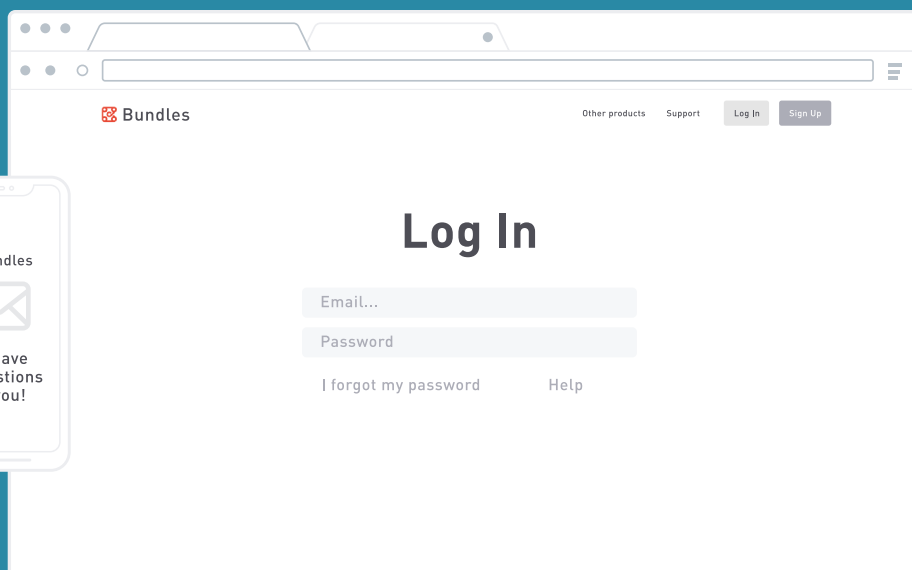 Bundles
Other products
Support
Log In
Sign Up
Log In
Email...
Password
I forgot my password
Help
ndles
ave
stions
ou!